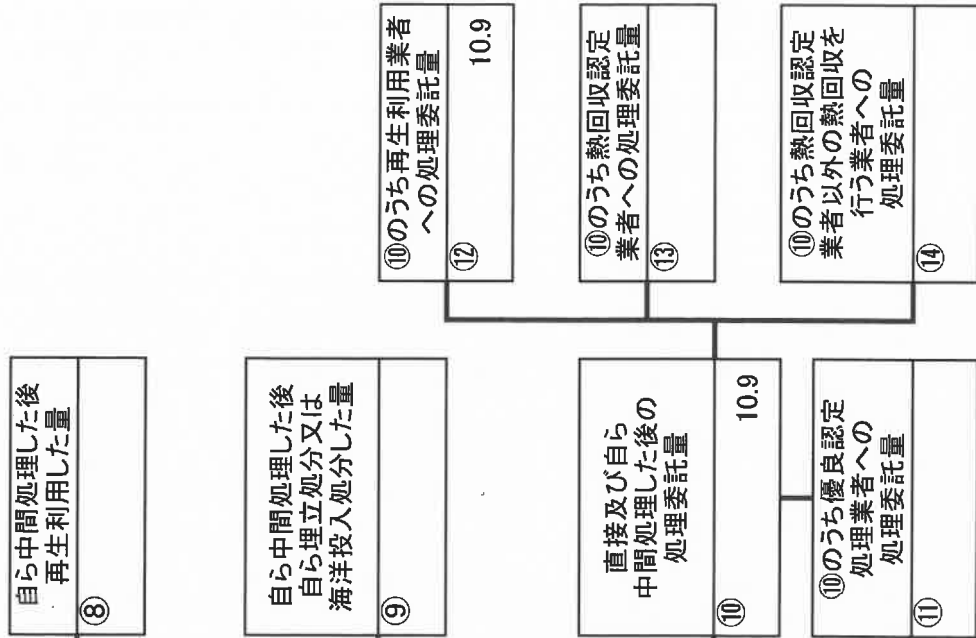 自ら中間処理した後
再生利用した量
⑧
自ら中間処理した後
自ら埋立処分又は
海洋投入処分した量
⑨
直接及び自ら
中間処理した後の
処理委託量
⑩ 10.9
⑩のうち優良認定
処理業者への
処理委託量
⑪
⑩のうち再生利用業者
への処理委託量
⑫ 10.9
⑩のうち熱回収認定
業者への処理委託量
⑬
⑩のうち熱回収認定
業者以外の熱回収を
行う業者への
処理委託量
⑭